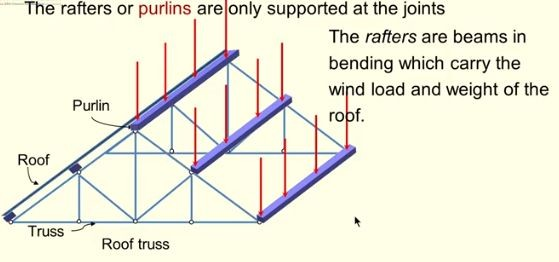 The rafters or purlins are only supported at the joints
The rafters are beams in
bending which carry the
wind load and weight of the
roof.
Purlin
Roof
Truss
Roof truss